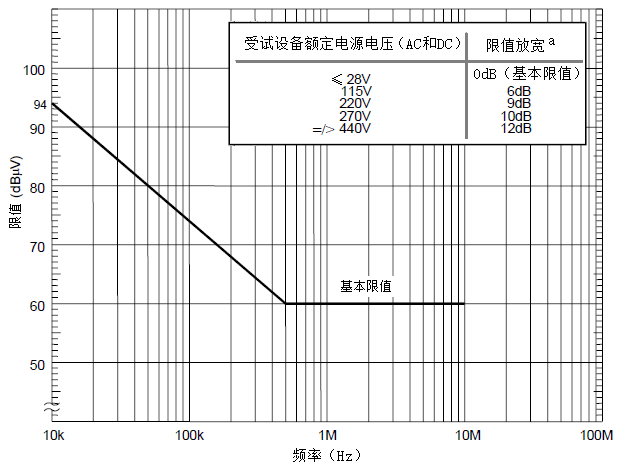 受试设备额定电源电压(AC和DC) 限值放宽a
≤28V 0dB(基本限值)
115V 6dB
220V 9dB
270V 10dB
=/> 440V 12dB
100
94
90
80
70
60
50
限值 (dBμV)
基本限值
10k 100k 1M 10M 100M
频率(Hz)